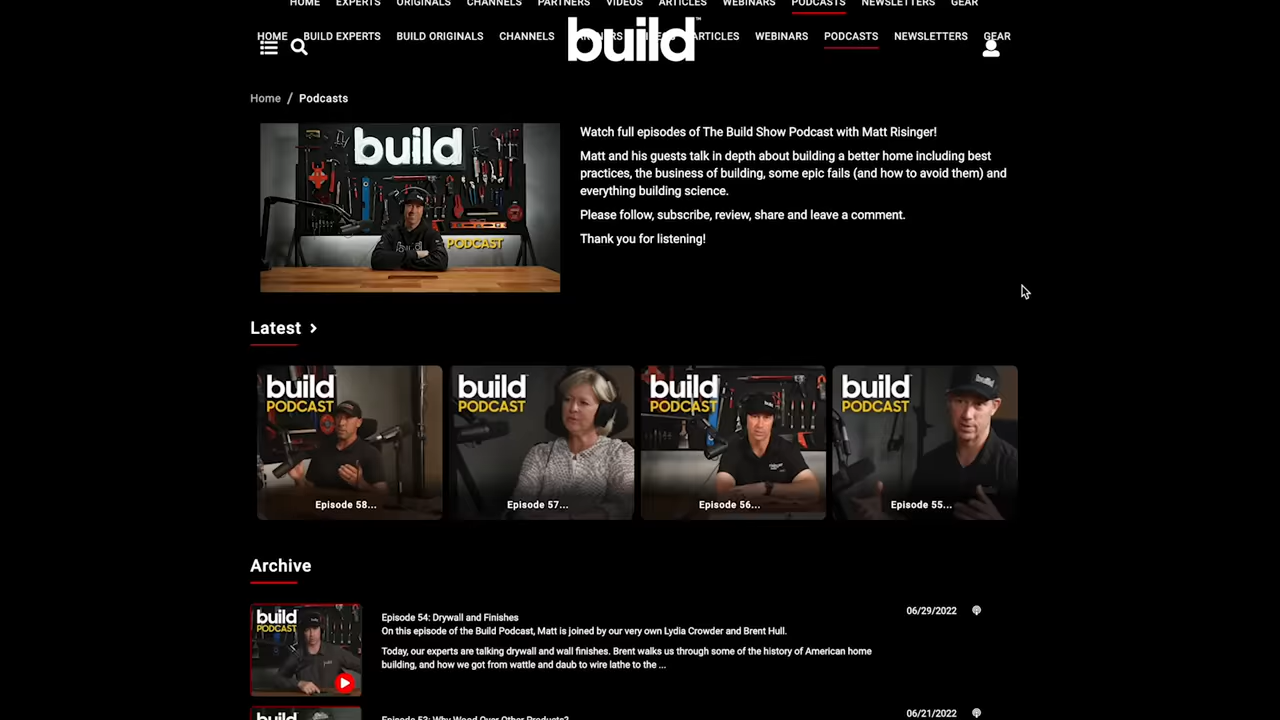 HOME EXPERTS ORIGINALS CHANNELS PARTNERS VIDEOS ARTICLES WEBINARS PODCASTS NEWSLETTERS GEAR
HOME BUILD EXPERTS BUILD ORIGINALS CHANNELS ARTICLES WEBINARS PODCASTS NEWSLETTERS GEAR
build™
Home / Podcasts
build
PODCAST
Watch full episodes of The Build Show Podcast with Matt Risinger!
Matt and his guests talk in depth about building a better home including best
practices, the business of building, some epic fails (and how to avoid them) and
everything building science.
Please follow, subscribe, review, share and leave a comment.
Thank you for listening!
Latest
build
PODCAST
Episode 58...
build
PODCAST
Episode 57...
build
PODCAST
Episode 56...
build
PODCAST
Episode 55...
Archive
build
PODCAST
Episode 54: Drywall and Finishes
06/29/2022
On this episode of the Build Podcast, Matt is joined by our very own Lydia Crowder and Brent Hull.
Today, our experts are talking drywall and wall finishes. Brent walks us through some of the history of American home
building, and how we got from wattle and daub to wire lathe to the ...
build
Episode 53: Why Wood Over Other Products?
06/21/2022